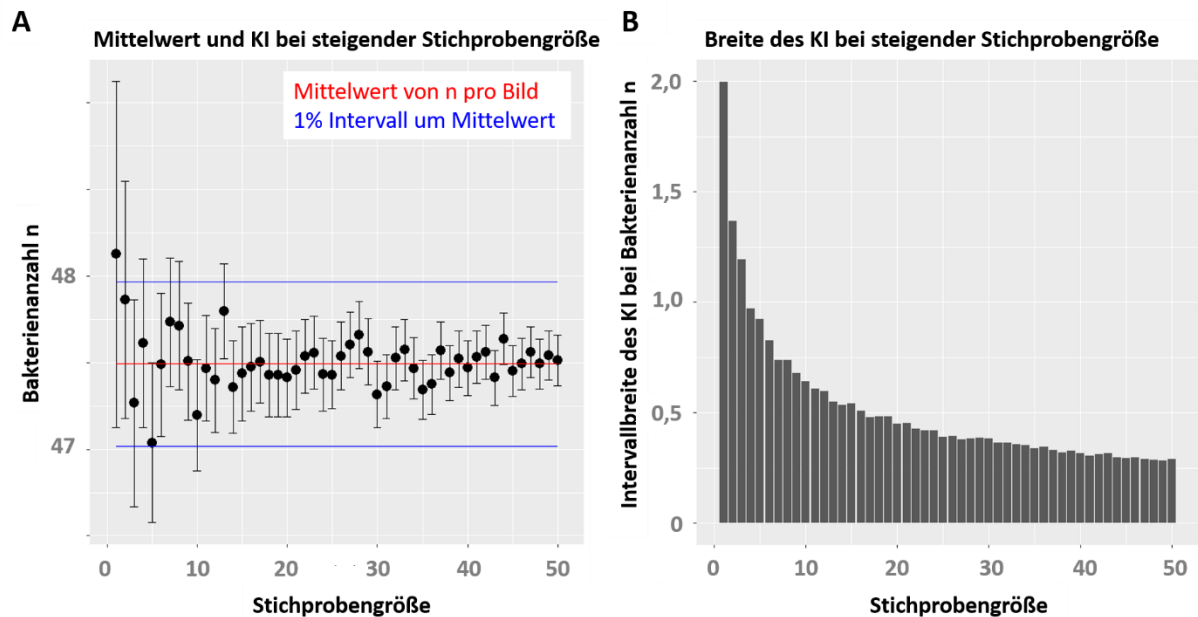 A
Mittelwert und KI bei steigender Stichprobengröße
Mittelwert von n pro Bild
1% Intervall um Mittelwert
Bakterienanzahl n
48
47
0
10
30
40
50
Stichprobengröße
B
Breite des KI bei steigender Stichprobengröße
Intervallbreite des KI bei Bakterienanzahl n
2,0
1,5
1,0
0,5
0
0
10
20
30
40
50
Stichprobengröße